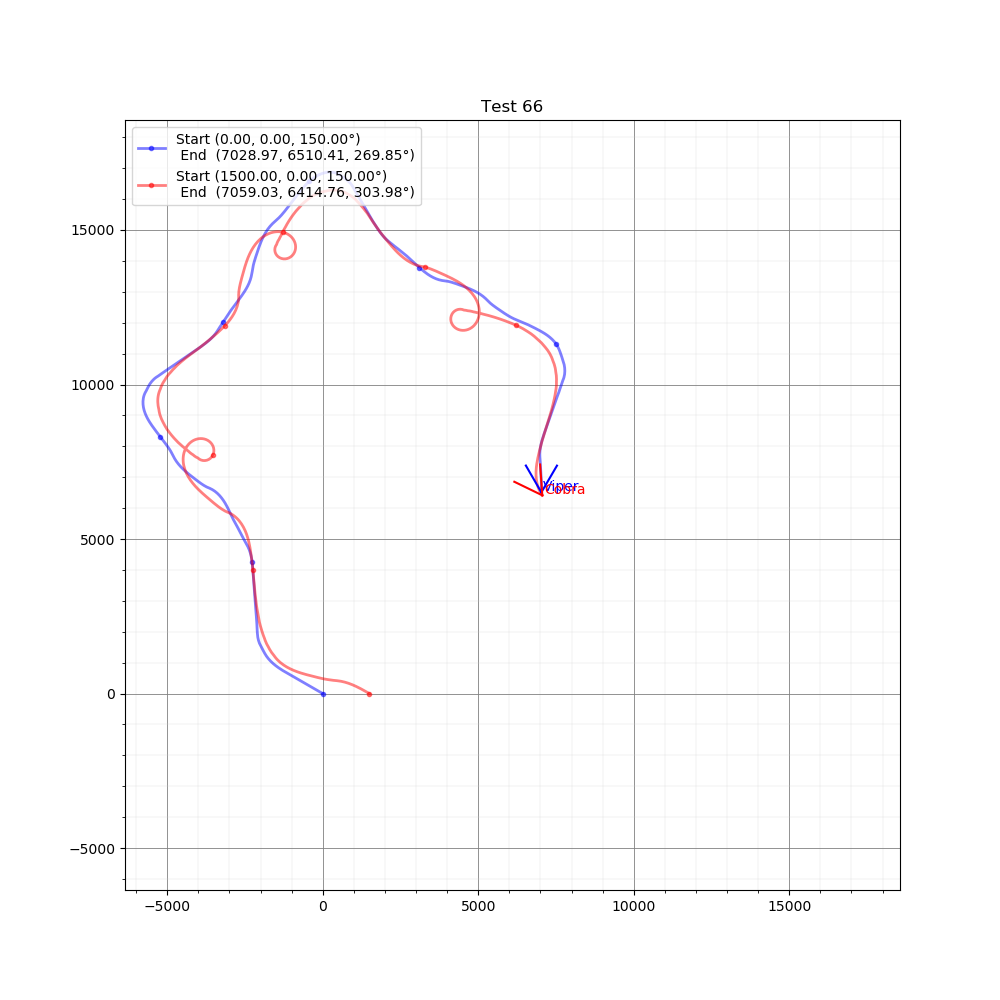 Test 66
Start (0.00, 0.00, 150.00°)
End (7028.97, 6510.41, 269.85°)
Start (1500.00, 0.00, 150.00°)
End (7059.03, 6414.76, 303.98°)
15000
10000
5000
0
−5000
Viper
Cobra
−5000 0 5000 10000 15000